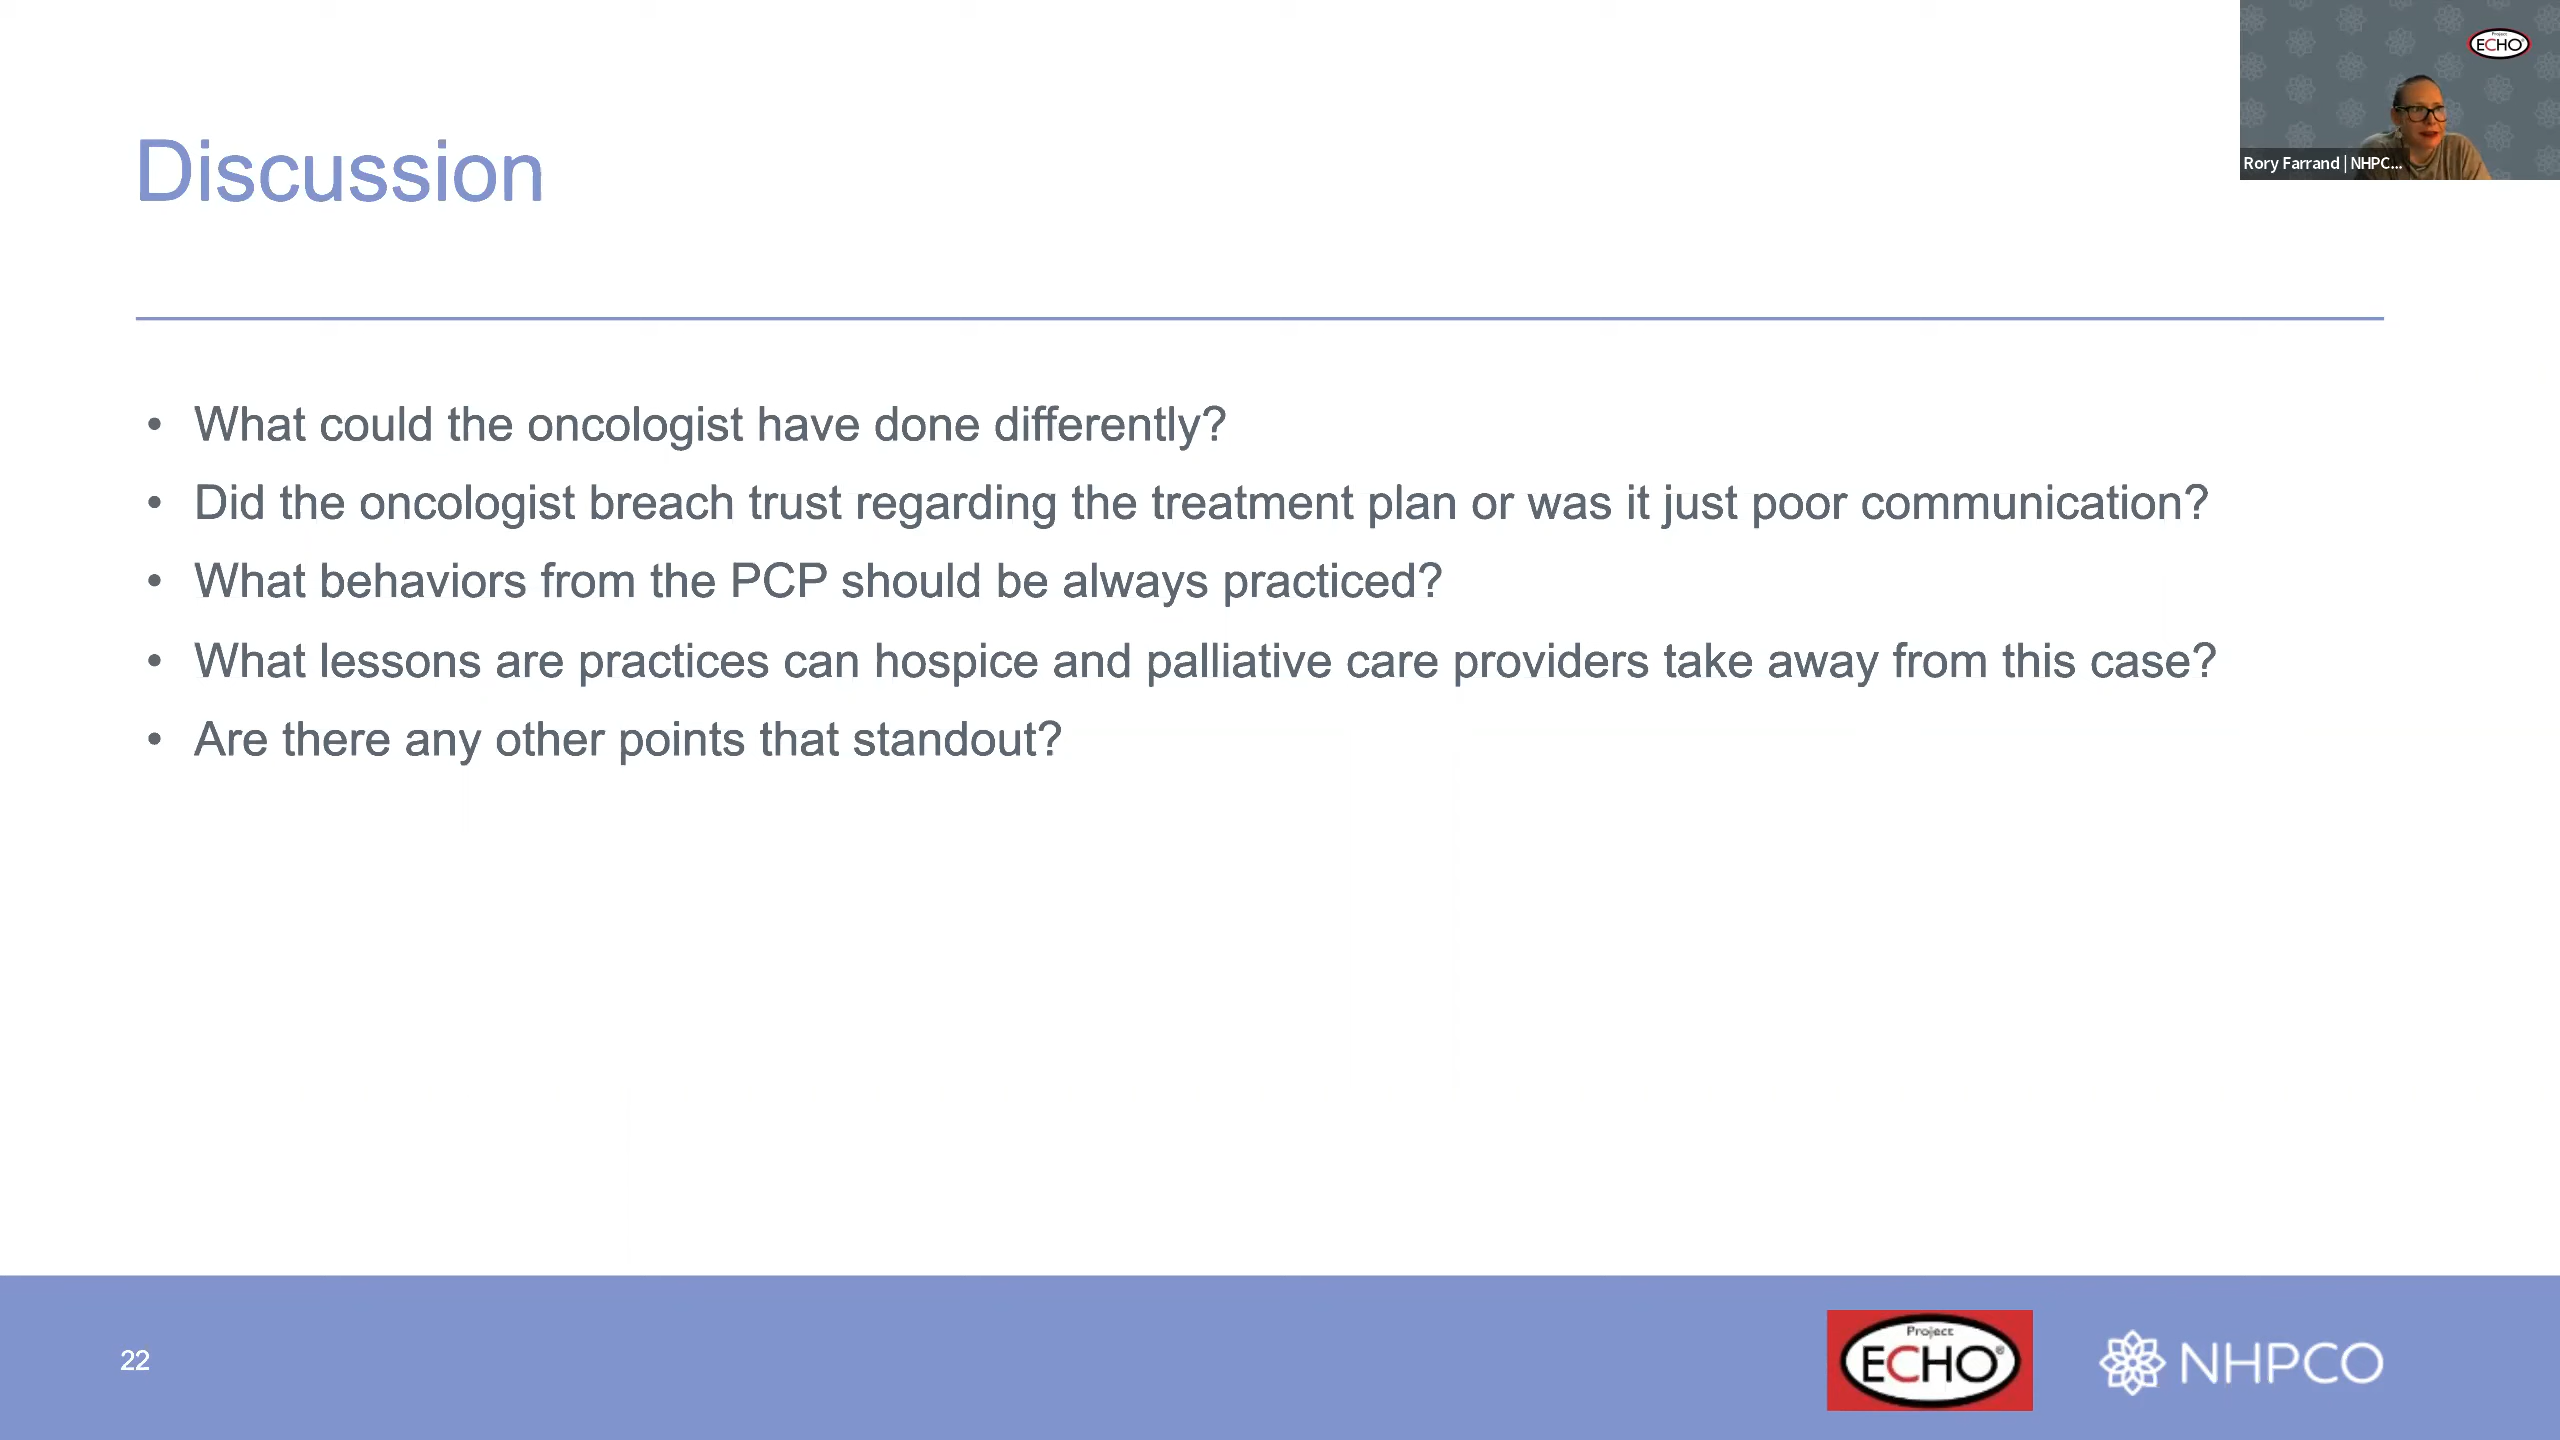 Project
ECHO
Rory Farrand | NHPC...
Discussion
• What could the oncologist have done differently?
• Did the oncologist breach trust regarding the treatment plan or was it just poor communication?
• What behaviors from the PCP should be always practiced?
• What lessons are practices can hospice and palliative care providers take away from this case?
• Are there any other points that standout?
22
Project
ECHO®
NHPCO